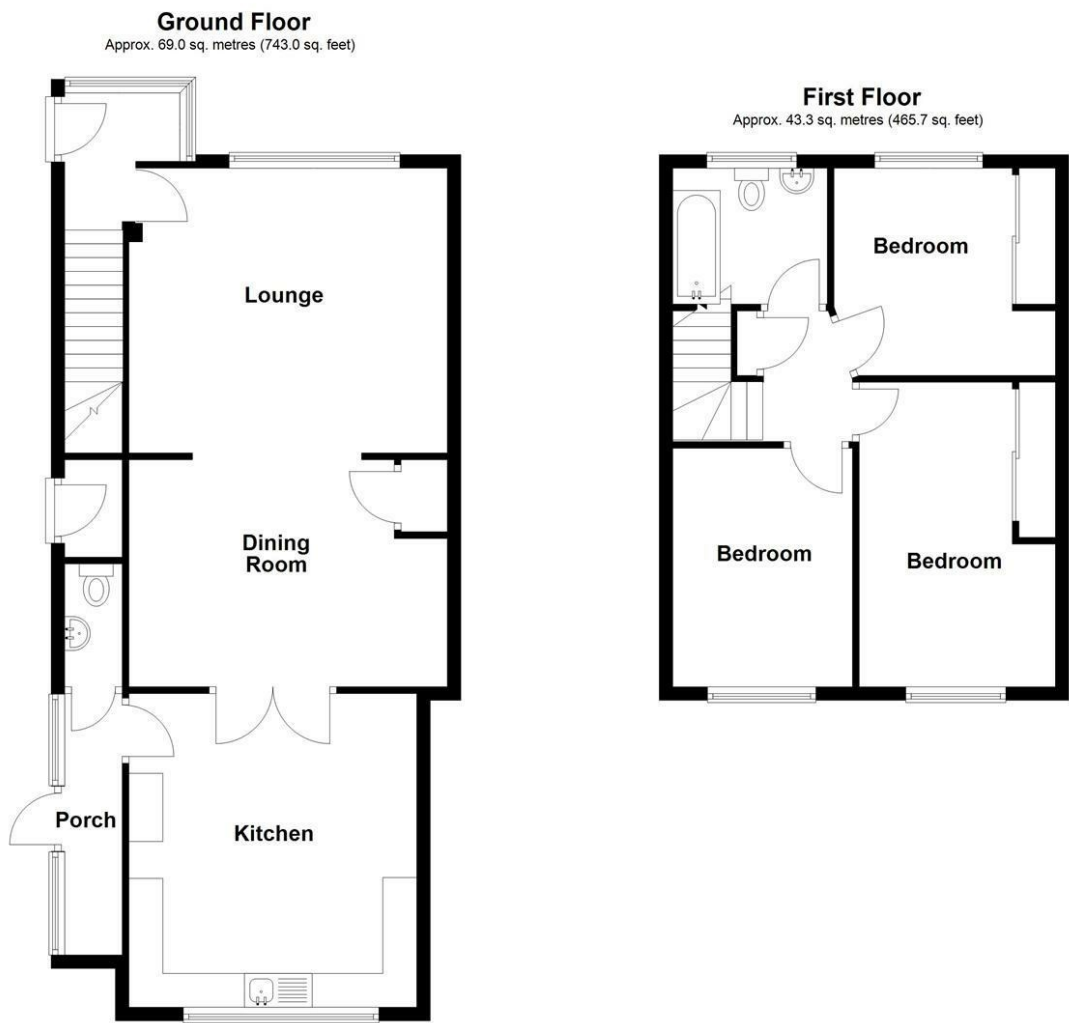 Ground Floor
Approx. 69.0 sq. metres (743.0 sq. feet)
Lounge
Dining
Room
Porch
Kitchen
First Floor
Approx. 43.3 sq. metres (465.7 sq. feet)
Bedroom
Bedroom
Bedroom